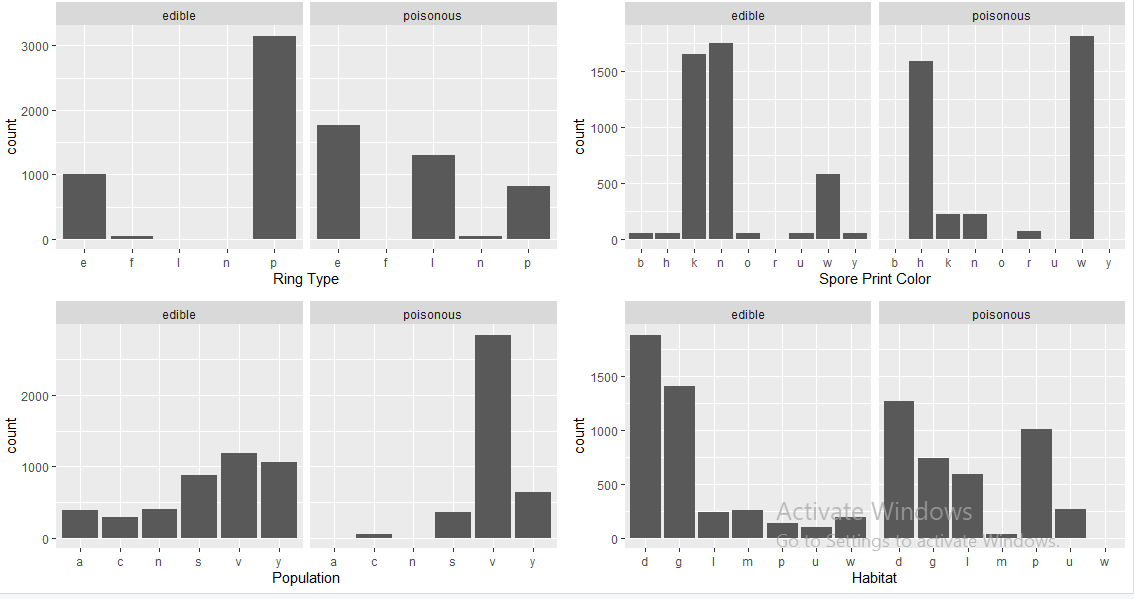 edible poisonous
3000
2000
1000
0
count
e f l n p e f l n p
Ring Type
edible poisonous
1500
1000
500
0
count
b h k n o r u w y b h k n o r u w y
Spore Print Color
edible poisonous
2000
1000
0
count
a c n s v y a c n s v y
Population
edible poisonous
1500
1000
500
0
count
d g l m p u w d g l m p u w
Habitat
Activate Windows
Go to Settings to activate Windows.